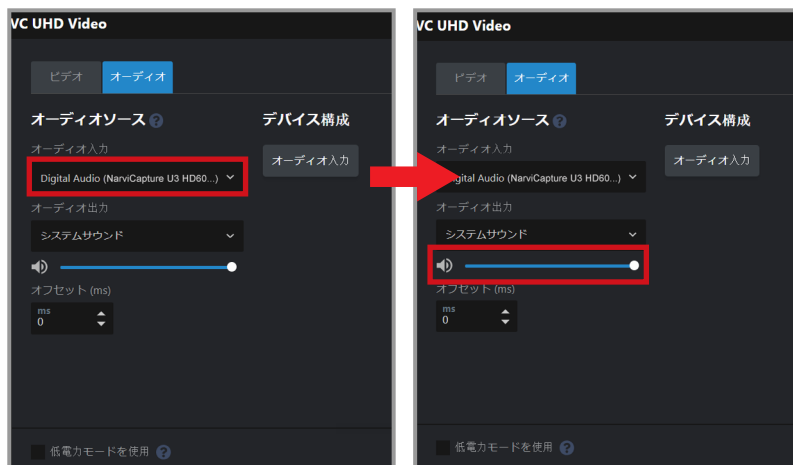 VC UHD Video
ビデオ オーディオ
オーディオソース ?
デバイス構成
オーディオ入力
オーディオ入力
Digital Audio (NarviCapture U3 HD60...)
オーディオ出力
システムサウンド
オフセット (ms)
ms
0
低電力モードを使用 ?
VC UHD Video
ビデオ オーディオ
オーディオソース ?
デバイス構成
オーディオ入力
オーディオ入力
gital Audio (NarviCapture U3 HD60...)
オーディオ出力
システムサウンド
オフセット (ms)
ms
0
低電力モードを使用 ?